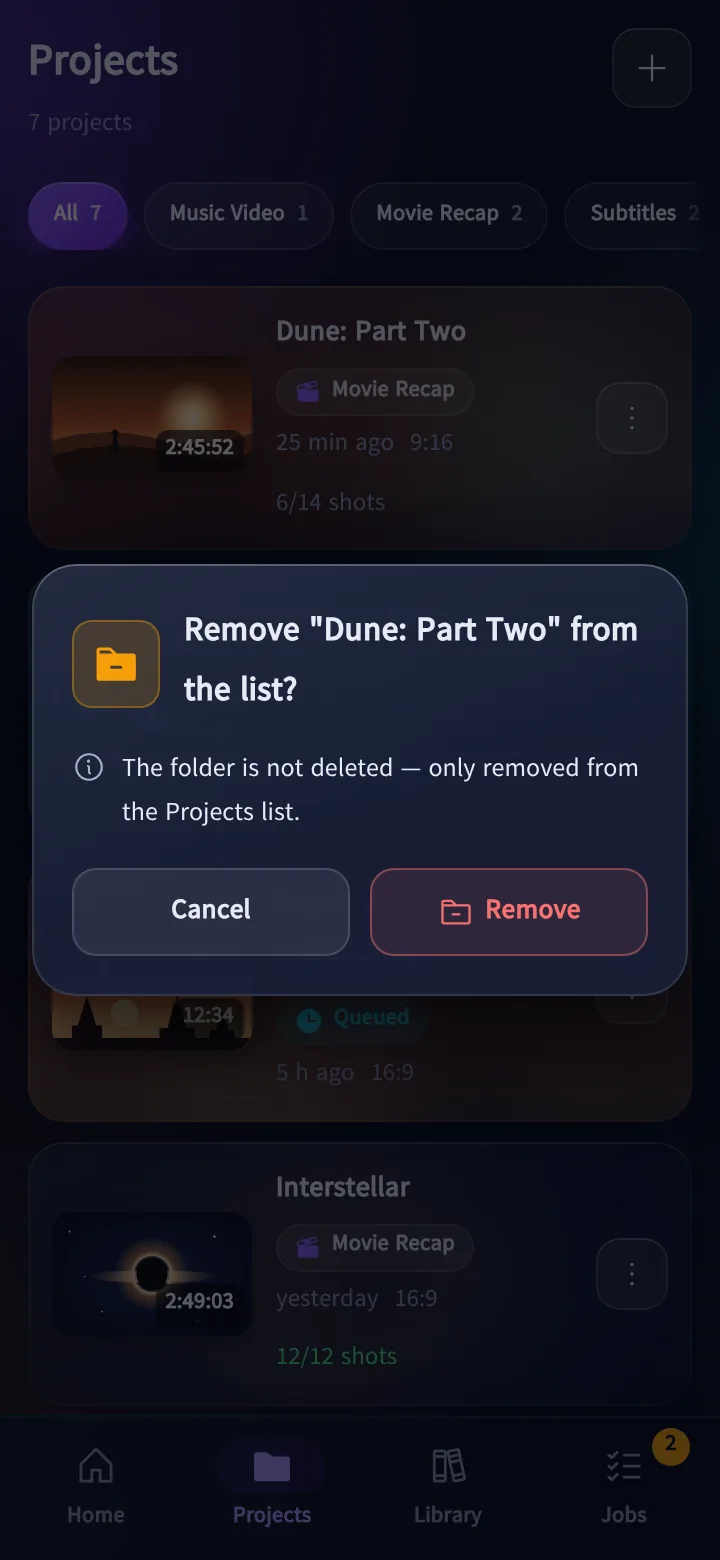 Projects
7 projects
All 7
Music Video 1
Movie Recap 2
Subtitles 2
Dune: Part Two
Movie Recap
2:45:52
25 min ago 9:16
6/14 shots
Remove "Dune: Part Two" from
the list?
The folder is not deleted — only removed from
the Projects list.
Cancel
Remove
12:34
Queued
5 h ago 16:9
Interstellar
Movie Recap
2:49:03
yesterday 16:9
12/12 shots
2
Home
Projects
Library
Jobs